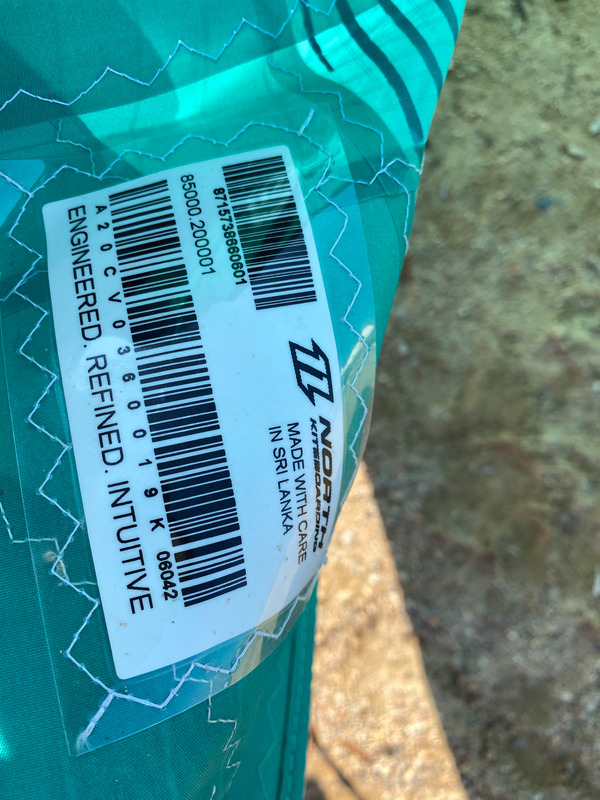 NORTH
KITEBOARDING
MADE WITH CARE
IN SRI LANKA
8715738660601
85000.200001
A20CV0360019K 06042
ENGINEERED. REFINED. INTUITIVE